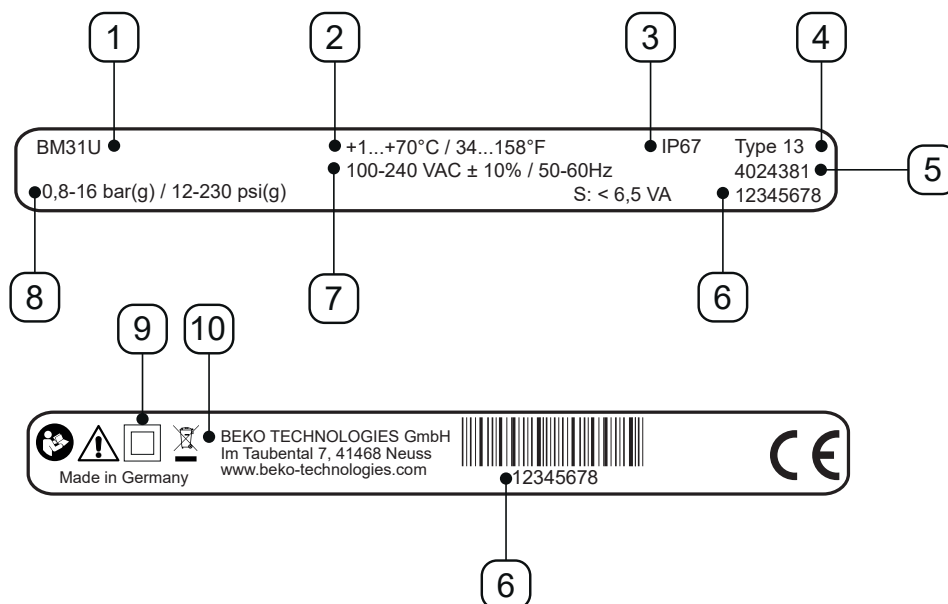 1 2 3 4
BM31U +1...+70°C / 34...158°F IP67 Type 13
100-240 VAC ± 10% / 50-60Hz 4024381 5
0,8-16 bar(g) / 12-230 psi(g) S: < 6,5 VA 12345678
8 7 6
9 10
BEKO TECHNOLOGIES GmbH
Im Taubental 7, 41468 Neuss
www.beko-technologies.com
Made in Germany
12345678
CE
6